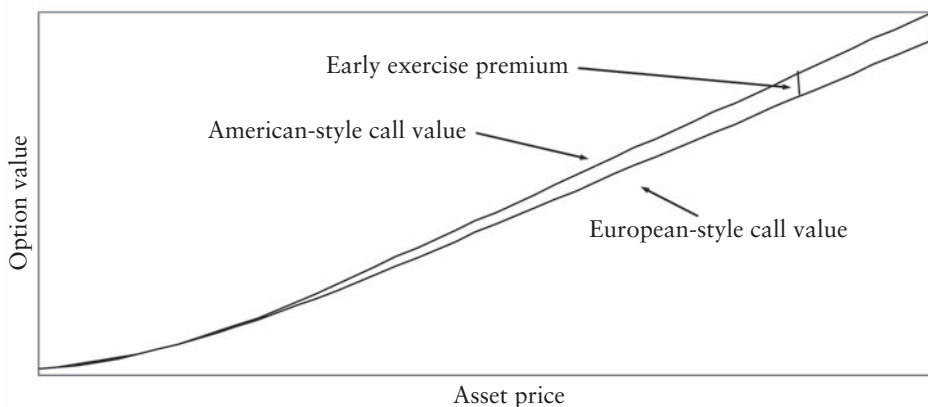 Early exercise premium
American-style call value
European-style call value
Option value
Asset price